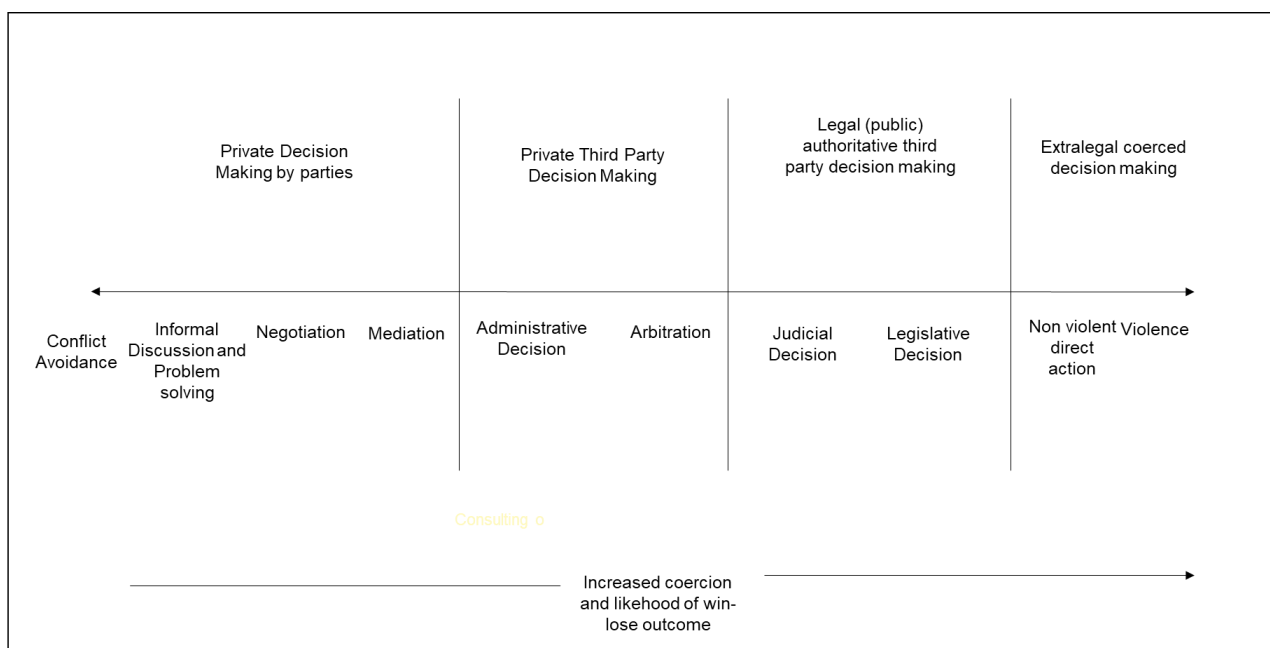 Private Decision
Making by parties
Private Third Party
Decision Making
Legal (public)
authoritative third
party decision making
Extralegal coerced
decision making
Conflict
Avoidance
Informal
Discussion and
Problem
solving
Negotiation
Mediation
Administrative
Decision
Arbitration
Judicial
Decision
Legislative
Decision
Non violent
direct
action
Violence
Consulting o
Increased coercion
and likehood of win-
lose outcome